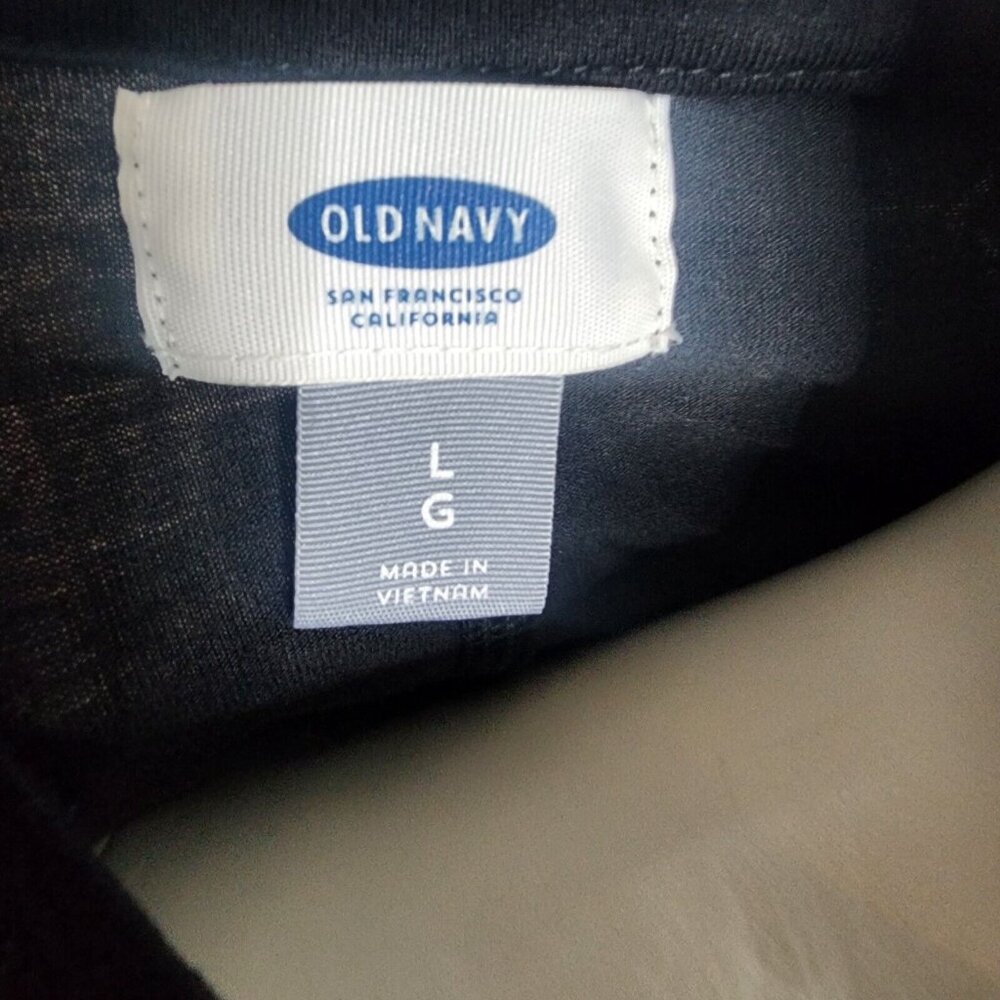 OLD NAVY
SAN FRANCISCO
CALIFORNIA
L
G
MADE IN
VIETNAM